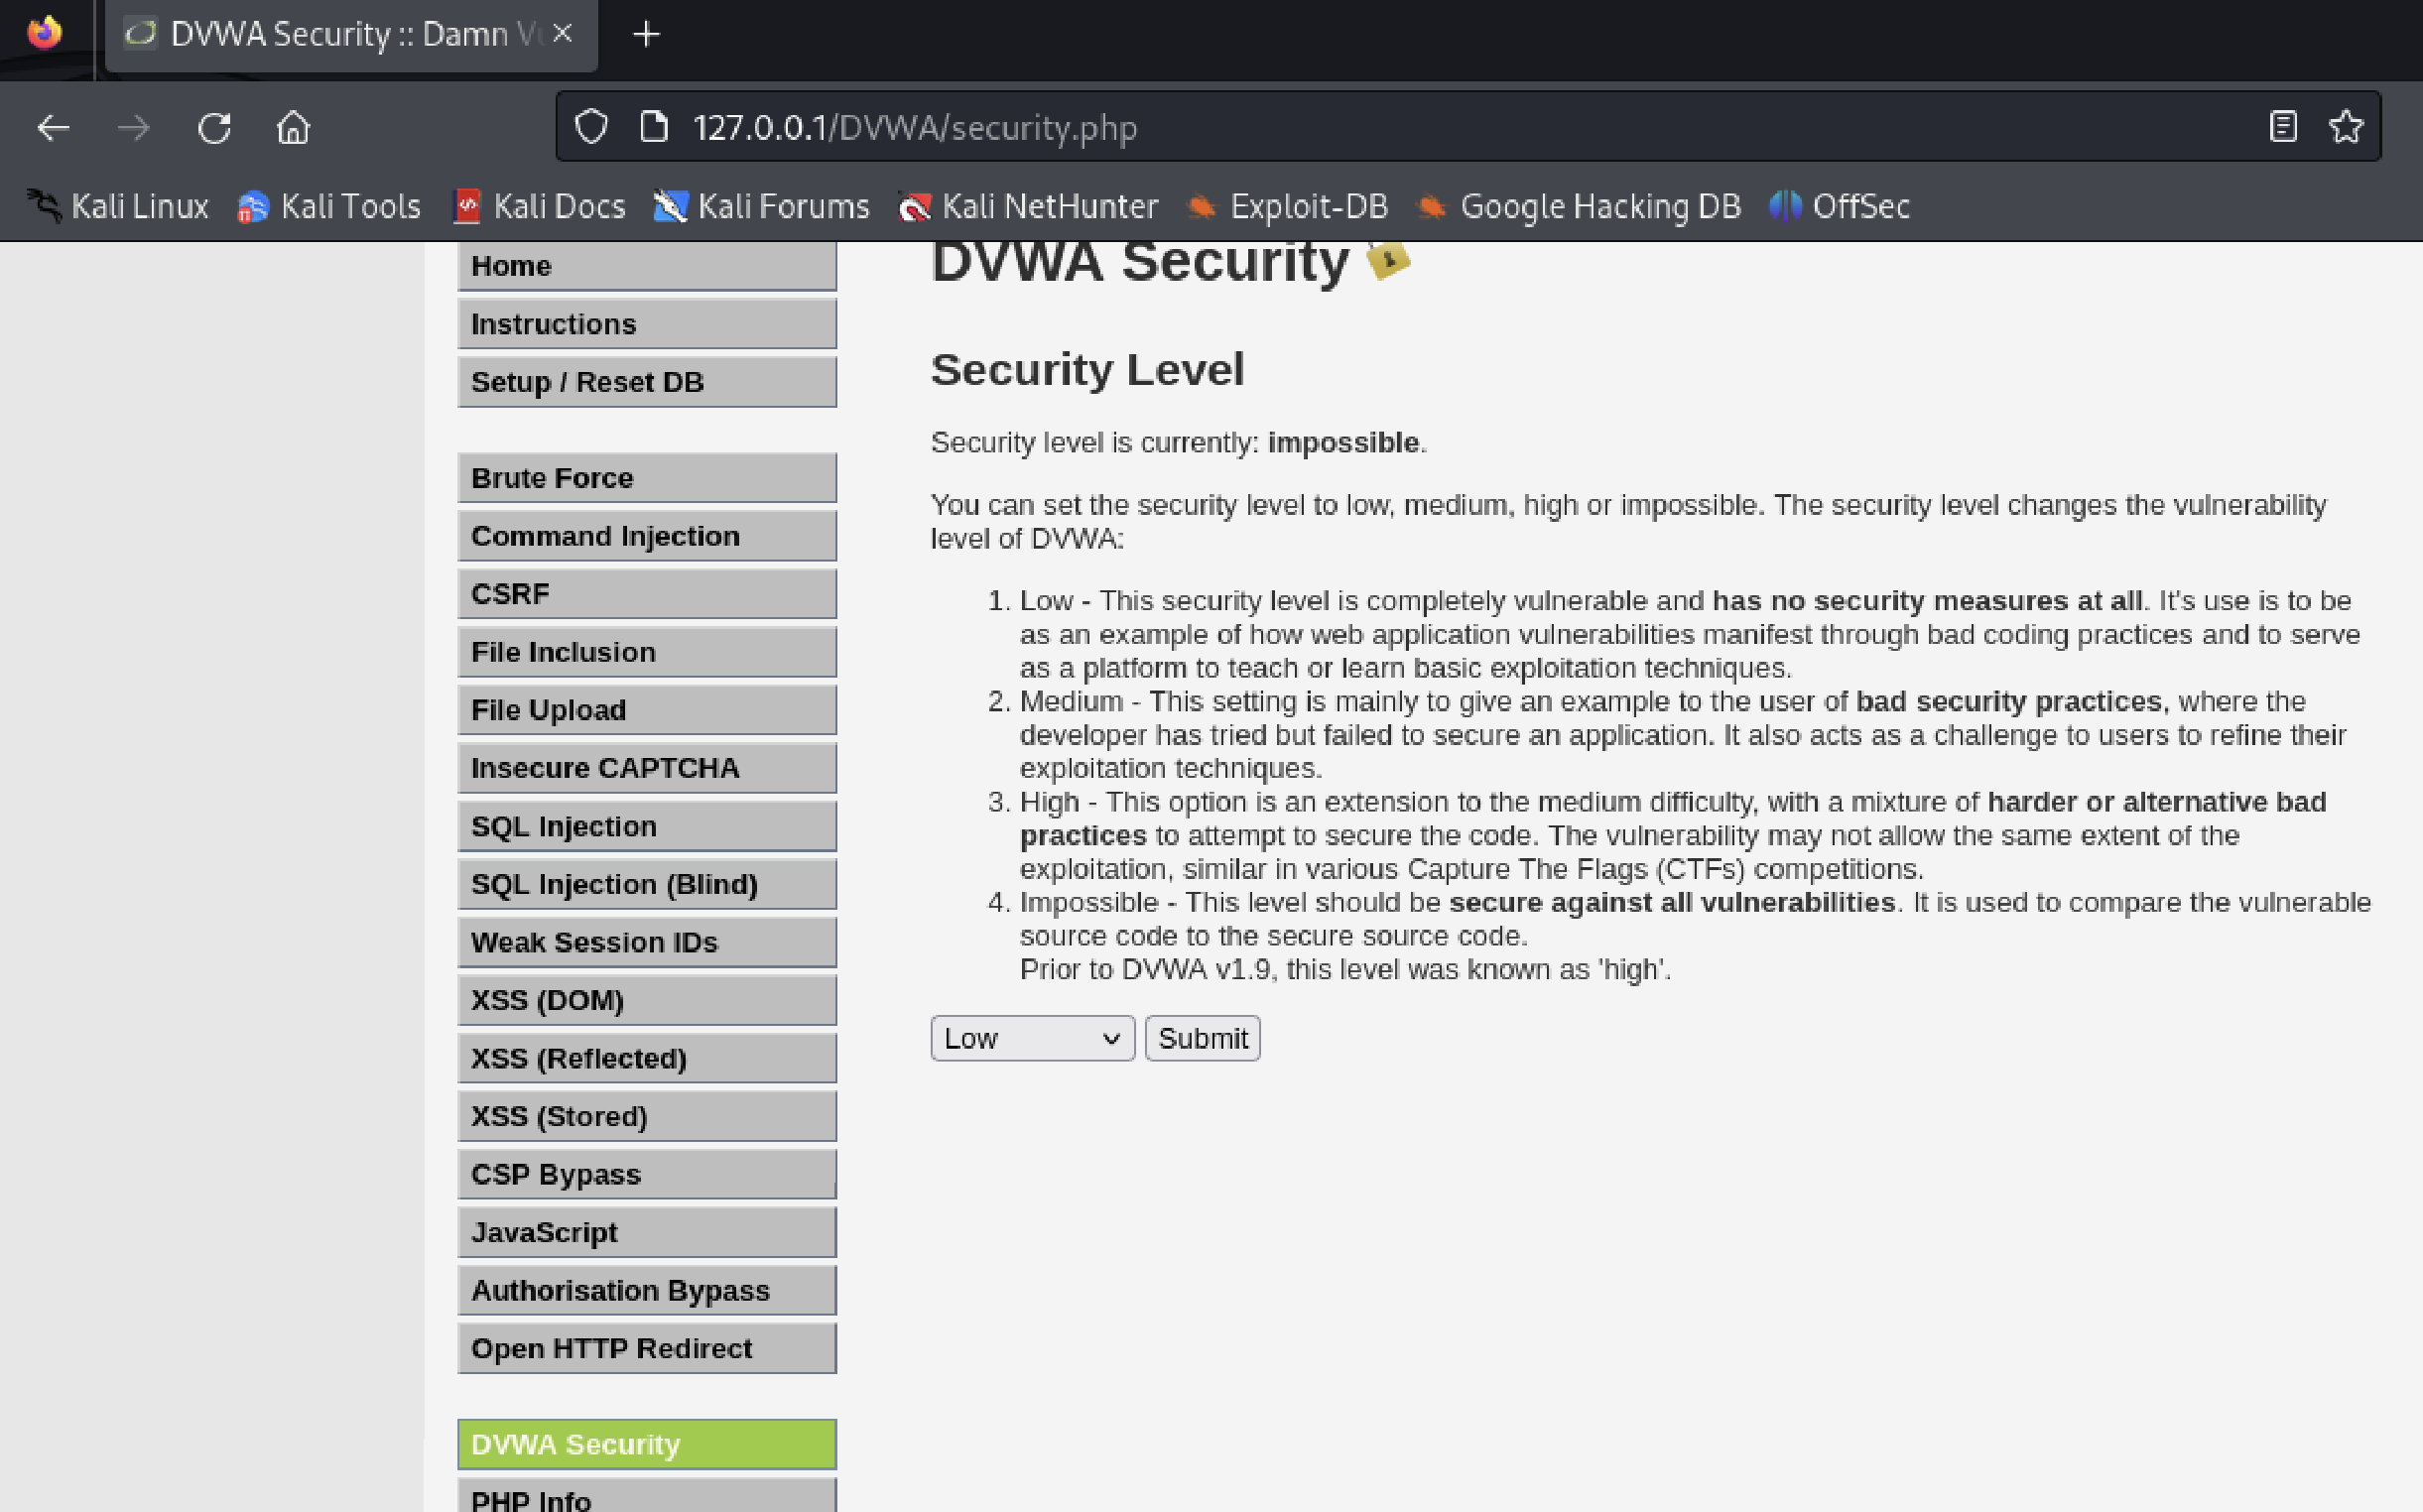 DVWA Security :: Damn Vu
127.0.0.1/DVWA/security.php
Kali Linux Kali Tools Kali Docs Kali Forums Kali NetHunter Exploit-DB Google Hacking DB OffSec
Home
Instructions
Setup / Reset DB
Brute Force
Command Injection
CSRF
File Inclusion
File Upload
Insecure CAPTCHA
SQL Injection
SQL Injection (Blind)
Weak Session IDs
XSS (DOM)
XSS (Reflected)
XSS (Stored)
CSP Bypass
JavaScript
Authorisation Bypass
Open HTTP Redirect
DVWA Security
PHP Info
DVWA Security
Security Level
Security level is currently: impossible.
You can set the security level to low, medium, high or impossible. The security level changes the vulnerability
level of DVWA:
1. Low - This security level is completely vulnerable and has no security measures at all. It's use is to be
as an example of how web application vulnerabilities manifest through bad coding practices and to serve
as a platform to teach or learn basic exploitation techniques.
2. Medium - This setting is mainly to give an example to the user of bad security practices, where the
developer has tried but failed to secure an application. It also acts as a challenge to users to refine their
exploitation techniques.
3. High - This option is an extension to the medium difficulty, with a mixture of harder or alternative bad
practices to attempt to secure the code. The vulnerability may not allow the same extent of the
exploitation, similar in various Capture The Flags (CTFs) competitions.
4. Impossible - This level should be secure against all vulnerabilities. It is used to compare the vulnerable
source code to the secure source code.
Prior to DVWA v1.9, this level was known as 'high'.
Low Submit